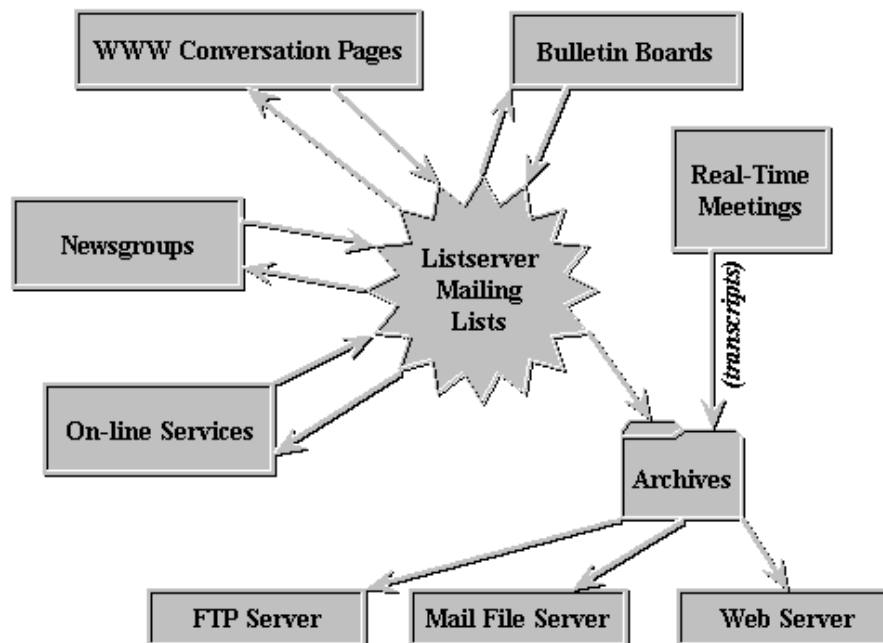 WWW Conversation Pages
Bulletin Boards
Real-Time
Meetings
Newsgroups
Listserver
Mailing
Lists
(transcripts)
On-line Services
Archives
FTP Server
Mail File Server
Web Server